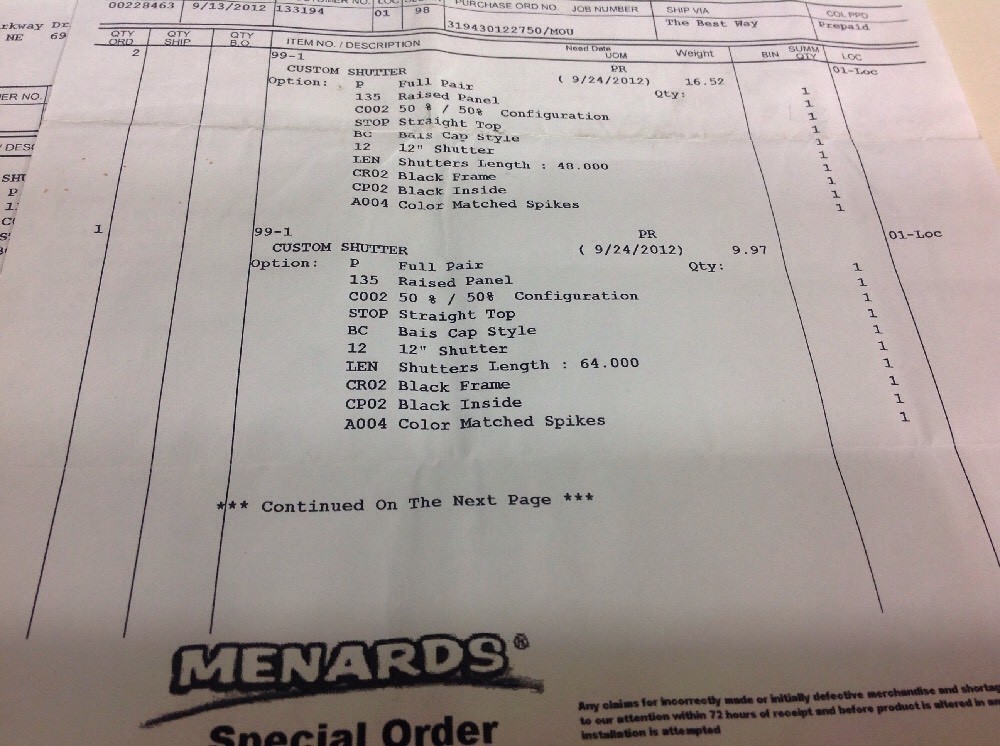 00228463 9/13/2012 133194 01 98 PURCHASE ORD NO. JOB NUMBER SHIP VIA COL PPD
319430122750/MOU The Best Way Prepaid
rkway Dr
NE 69
QTY ORD QTY SHIP QTY B.O. ITEM NO. / DESCRIPTION Need Date UOM Weight BIN SUMM QTY LOC
2 99-1 PR 01-Loc
CUSTOM SHUTTER ( 9/24/2012) 16.52
Option: P Full Pair Qty: 1
135 Raised Panel 1
C002 50 % / 50% Configuration 1
STOP Straight Top 1
BC Bais Cap Style 1
12 12" Shutter 1
LEN Shutters Length : 48.000 1
CR02 Black Frame 1
CP02 Black Inside 1
A004 Color Matched Spikes 1
1 99-1 PR 01-Loc
CUSTOM SHUTTER ( 9/24/2012) 9.97
Option: P Full Pair Qty: 1
135 Raised Panel 1
C002 50 % / 50% Configuration 1
STOP Straight Top 1
BC Bais Cap Style 1
12 12" Shutter 1
LEN Shutters Length : 64.000 1
CR02 Black Frame 1
CP02 Black Inside 1
A004 Color Matched Spikes 1
*** Continued On The Next Page ***
ER NO.
/ DESC
SHU
P
MENARDS®
Special Order
Any claims for incorrectly made or initially defective merchandise and shortag
to our attention within 72 hours of receipt and before product is altered in an
installation is attempted